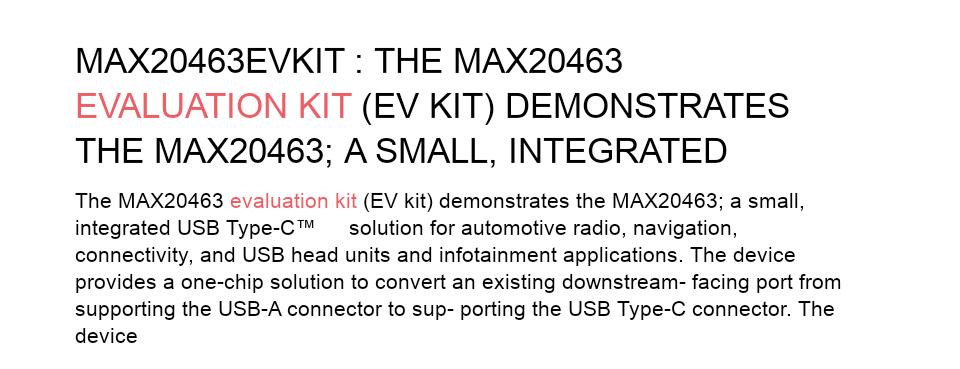 MAX20463EVKIT : THE MAX20463
EVALUATION KIT (EV KIT) DEMONSTRATES
THE MAX20463; A SMALL, INTEGRATED
The MAX20463 evaluation kit (EV kit) demonstrates the MAX20463; a small,
integrated USB Type-C™ solution for automotive radio, navigation,
connectivity, and USB head units and infotainment applications. The device
provides a one-chip solution to convert an existing downstream- facing port from
supporting the USB-A connector to sup- porting the USB Type-C connector. The
device